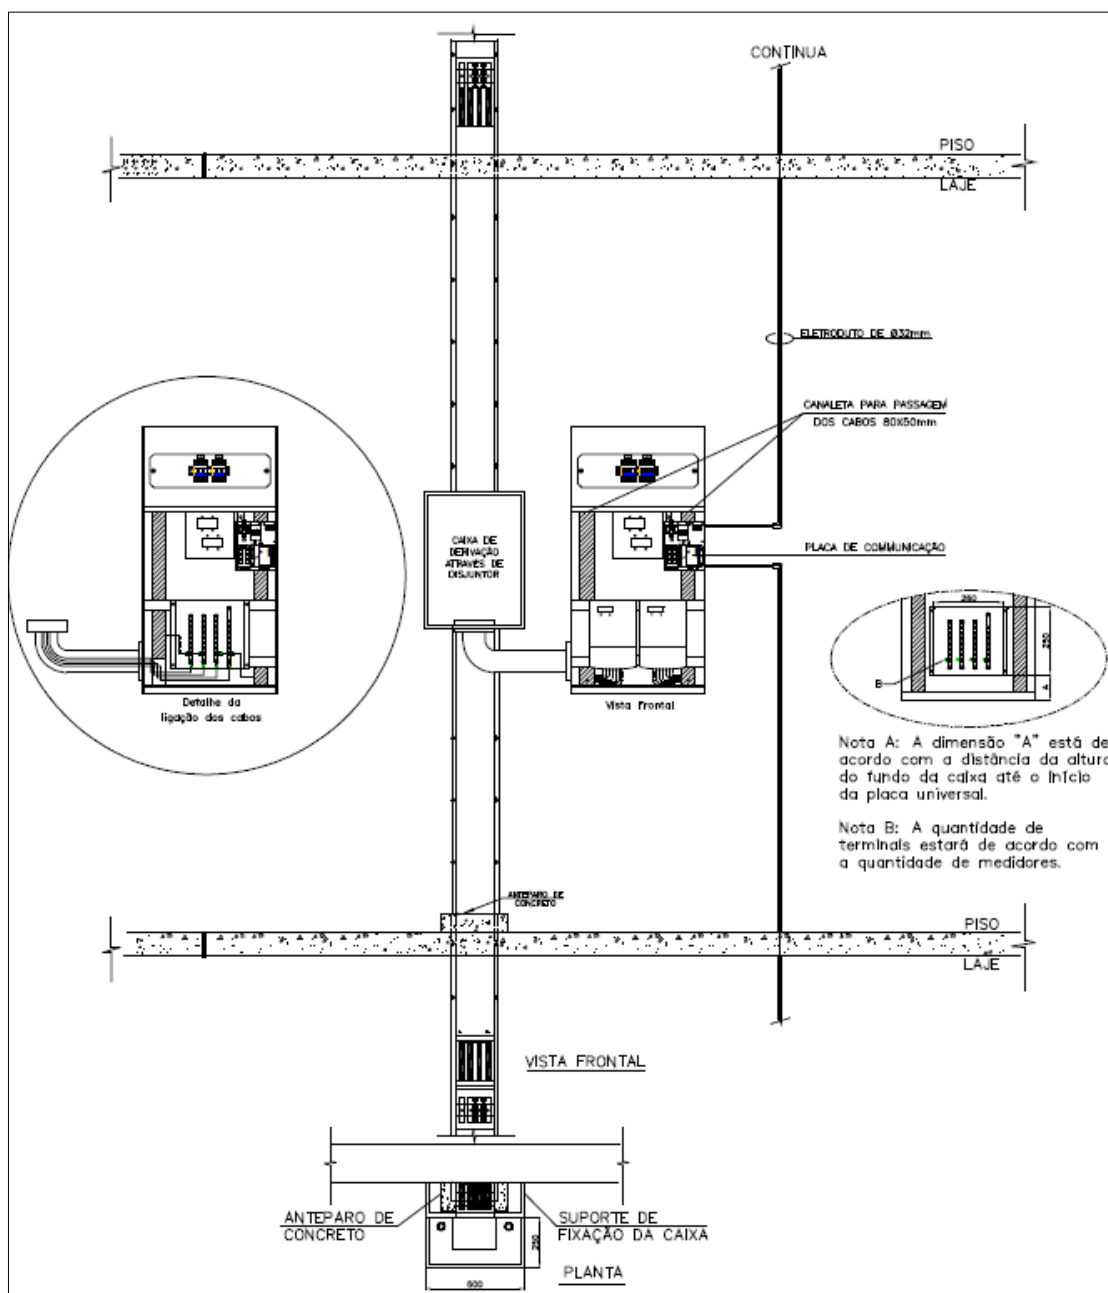 CONTINUA
PISO
LAJE
ELETRODUTO DE Ø32mm
CANALETA PARA PASSAGEM
DOS CABOS 80X50mm
CAIXA DE
DERIVAÇÃO
ATRAVÉS DE
DISJUNTOR
PLACA DE COMMUNICAÇÃO
260
250
A
B
Detalhe da
ligação dos cabos
Vista Frontal
Nota A: A dimensão "A" está de
acordo com a distância da altura
do fundo da caixa até o início
da placa universal.
Nota B: A quantidade de
terminais estará de acordo com
a quantidade de medidores.
ANTEPARO DE
CONCRETO
PISO
LAJE
VISTA FRONTAL
ANTEPARO DE
CONCRETO
SUPORTE DE
FIXAÇÃO DA CAIXA
250
PLANTA